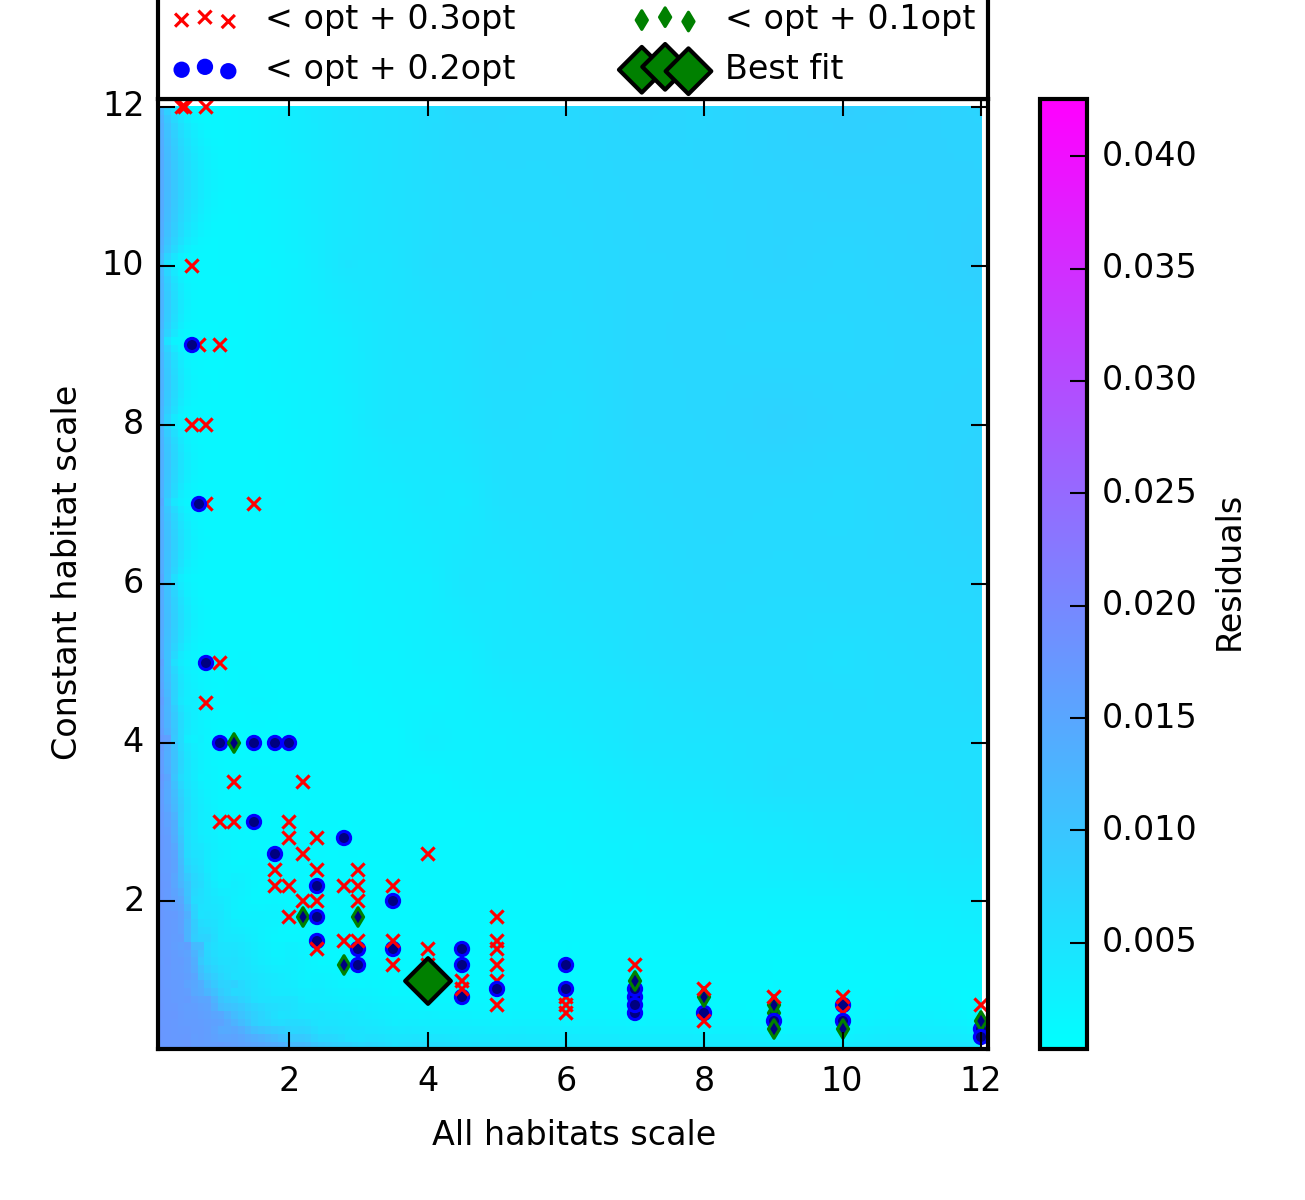 < opt + 0.3opt
< opt + 0.1opt
< opt + 0.2opt
Best fit
12
10
8
6
4
2
Constant habitat scale
2 4 6 8 10 12
All habitats scale
0.040
0.035
0.030
0.025
0.020
0.015
0.010
0.005
Residuals